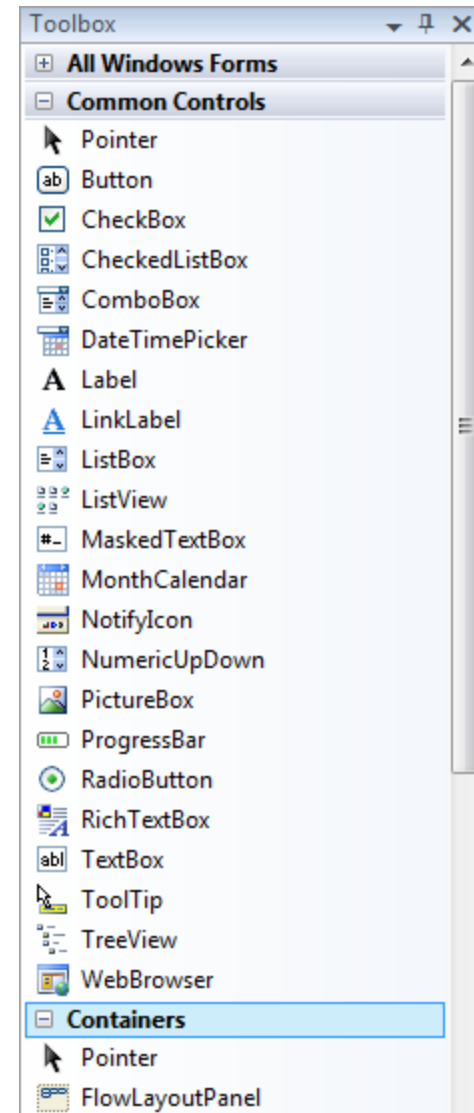 Toolbox
All Windows Forms
Common Controls
Pointer
Button
CheckBox
CheckedListBox
ComboBox
DateTimePicker
Label
LinkLabel
ListBox
ListView
MaskedTextBox
MonthCalendar
NotifyIcon
NumericUpDown
PictureBox
ProgressBar
RadioButton
RichTextBox
TextBox
ToolTip
TreeView
WebBrowser
Containers
Pointer
FlowLayoutPanel